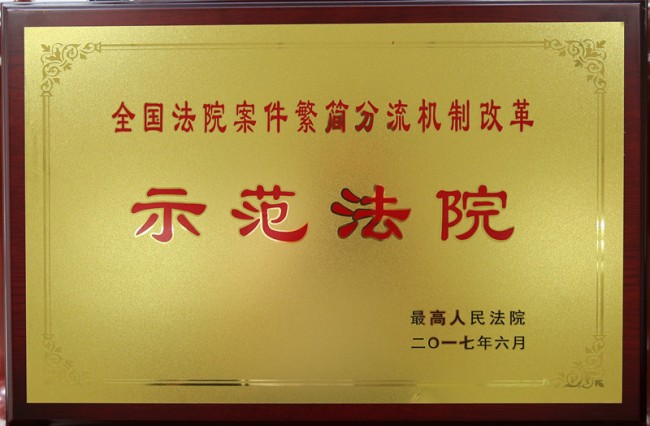 全国法院案件繁简分流机制改革
示范法院
最高人民法院
二〇一七年六月